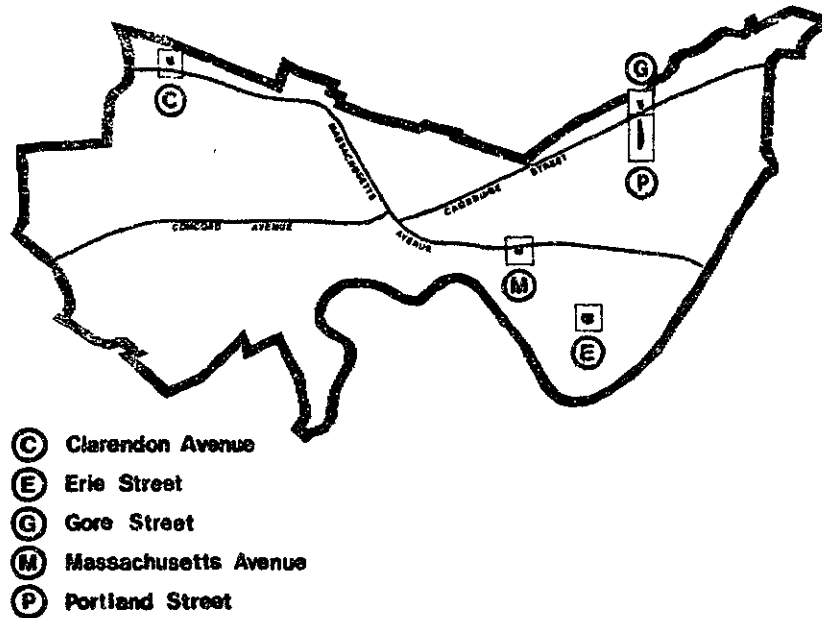 G
C
MASSACHUSETTS
CAMBRIDGE STREET
P
CONCORD AVENUE
AVENUE
M
E
C Clarendon Avenue
E Erie Street
G Gore Street
M Massachusetts Avenue
P Portland Street